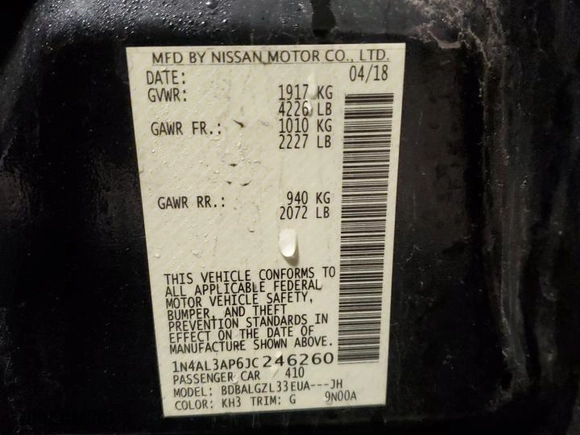 MFD BY NISSAN MOTOR CO., LTD.
DATE: 04/18
GVWR: 1917 KG
4226 LB
GAWR FR.: 1010 KG
2227 LB
GAWR RR.: 940 KG
2072 LB
THIS VEHICLE CONFORMS TO
ALL APPLICABLE FEDERAL
MOTOR VEHICLE SAFETY,
BUMPER, AND THEFT
PREVENTION STANDARDS IN
EFFECT ON THE DATE OF
MANUFACTURE SHOWN ABOVE.
1N4AL3AP6JC246260
PASSENGER CAR 410
MODEL: BDBALGZL33EUA---JH
COLOR: KH3 TRIM: G 9N00A